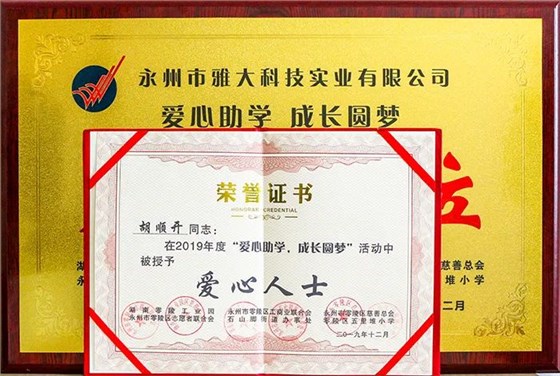 永州市雅大科技实业有限公司
爱心助学 成长圆梦
位
荣誉证书
HONORARY CREDENTIAL
胡顺开同志：
在2019年度“爱心助学，成长圆梦”活动中
被授予
爱心人士
湖南零陵工业园 永州市零陵区工商业联合会 永州市零陵区慈善总会
永州市零陵区志愿者联合会 石山脚街道办事处 零陵区五里堆小学
二〇一九年十二月
慈善总会
堆小学
二月
湖
永